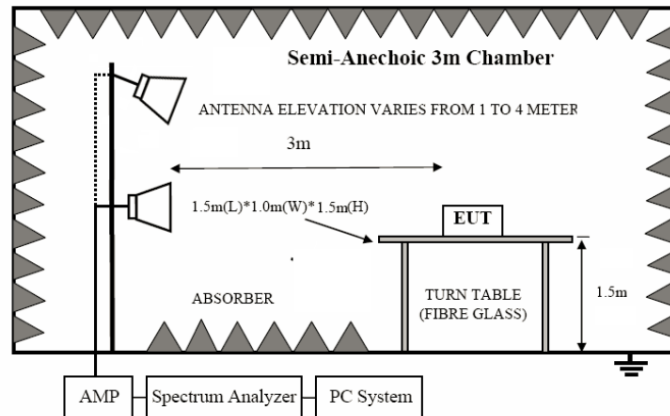 Semi-Anechoic 3m Chamber
ANTENNA ELEVATION VARIES FROM 1 TO 4 METER
3m
1.5m(L)*1.0m(W)*1.5m(H)
EUT
ABSORBER
TURN TABLE
(FIBRE GLASS)
1.5m
AMP
Spectrum Analyzer
PC System